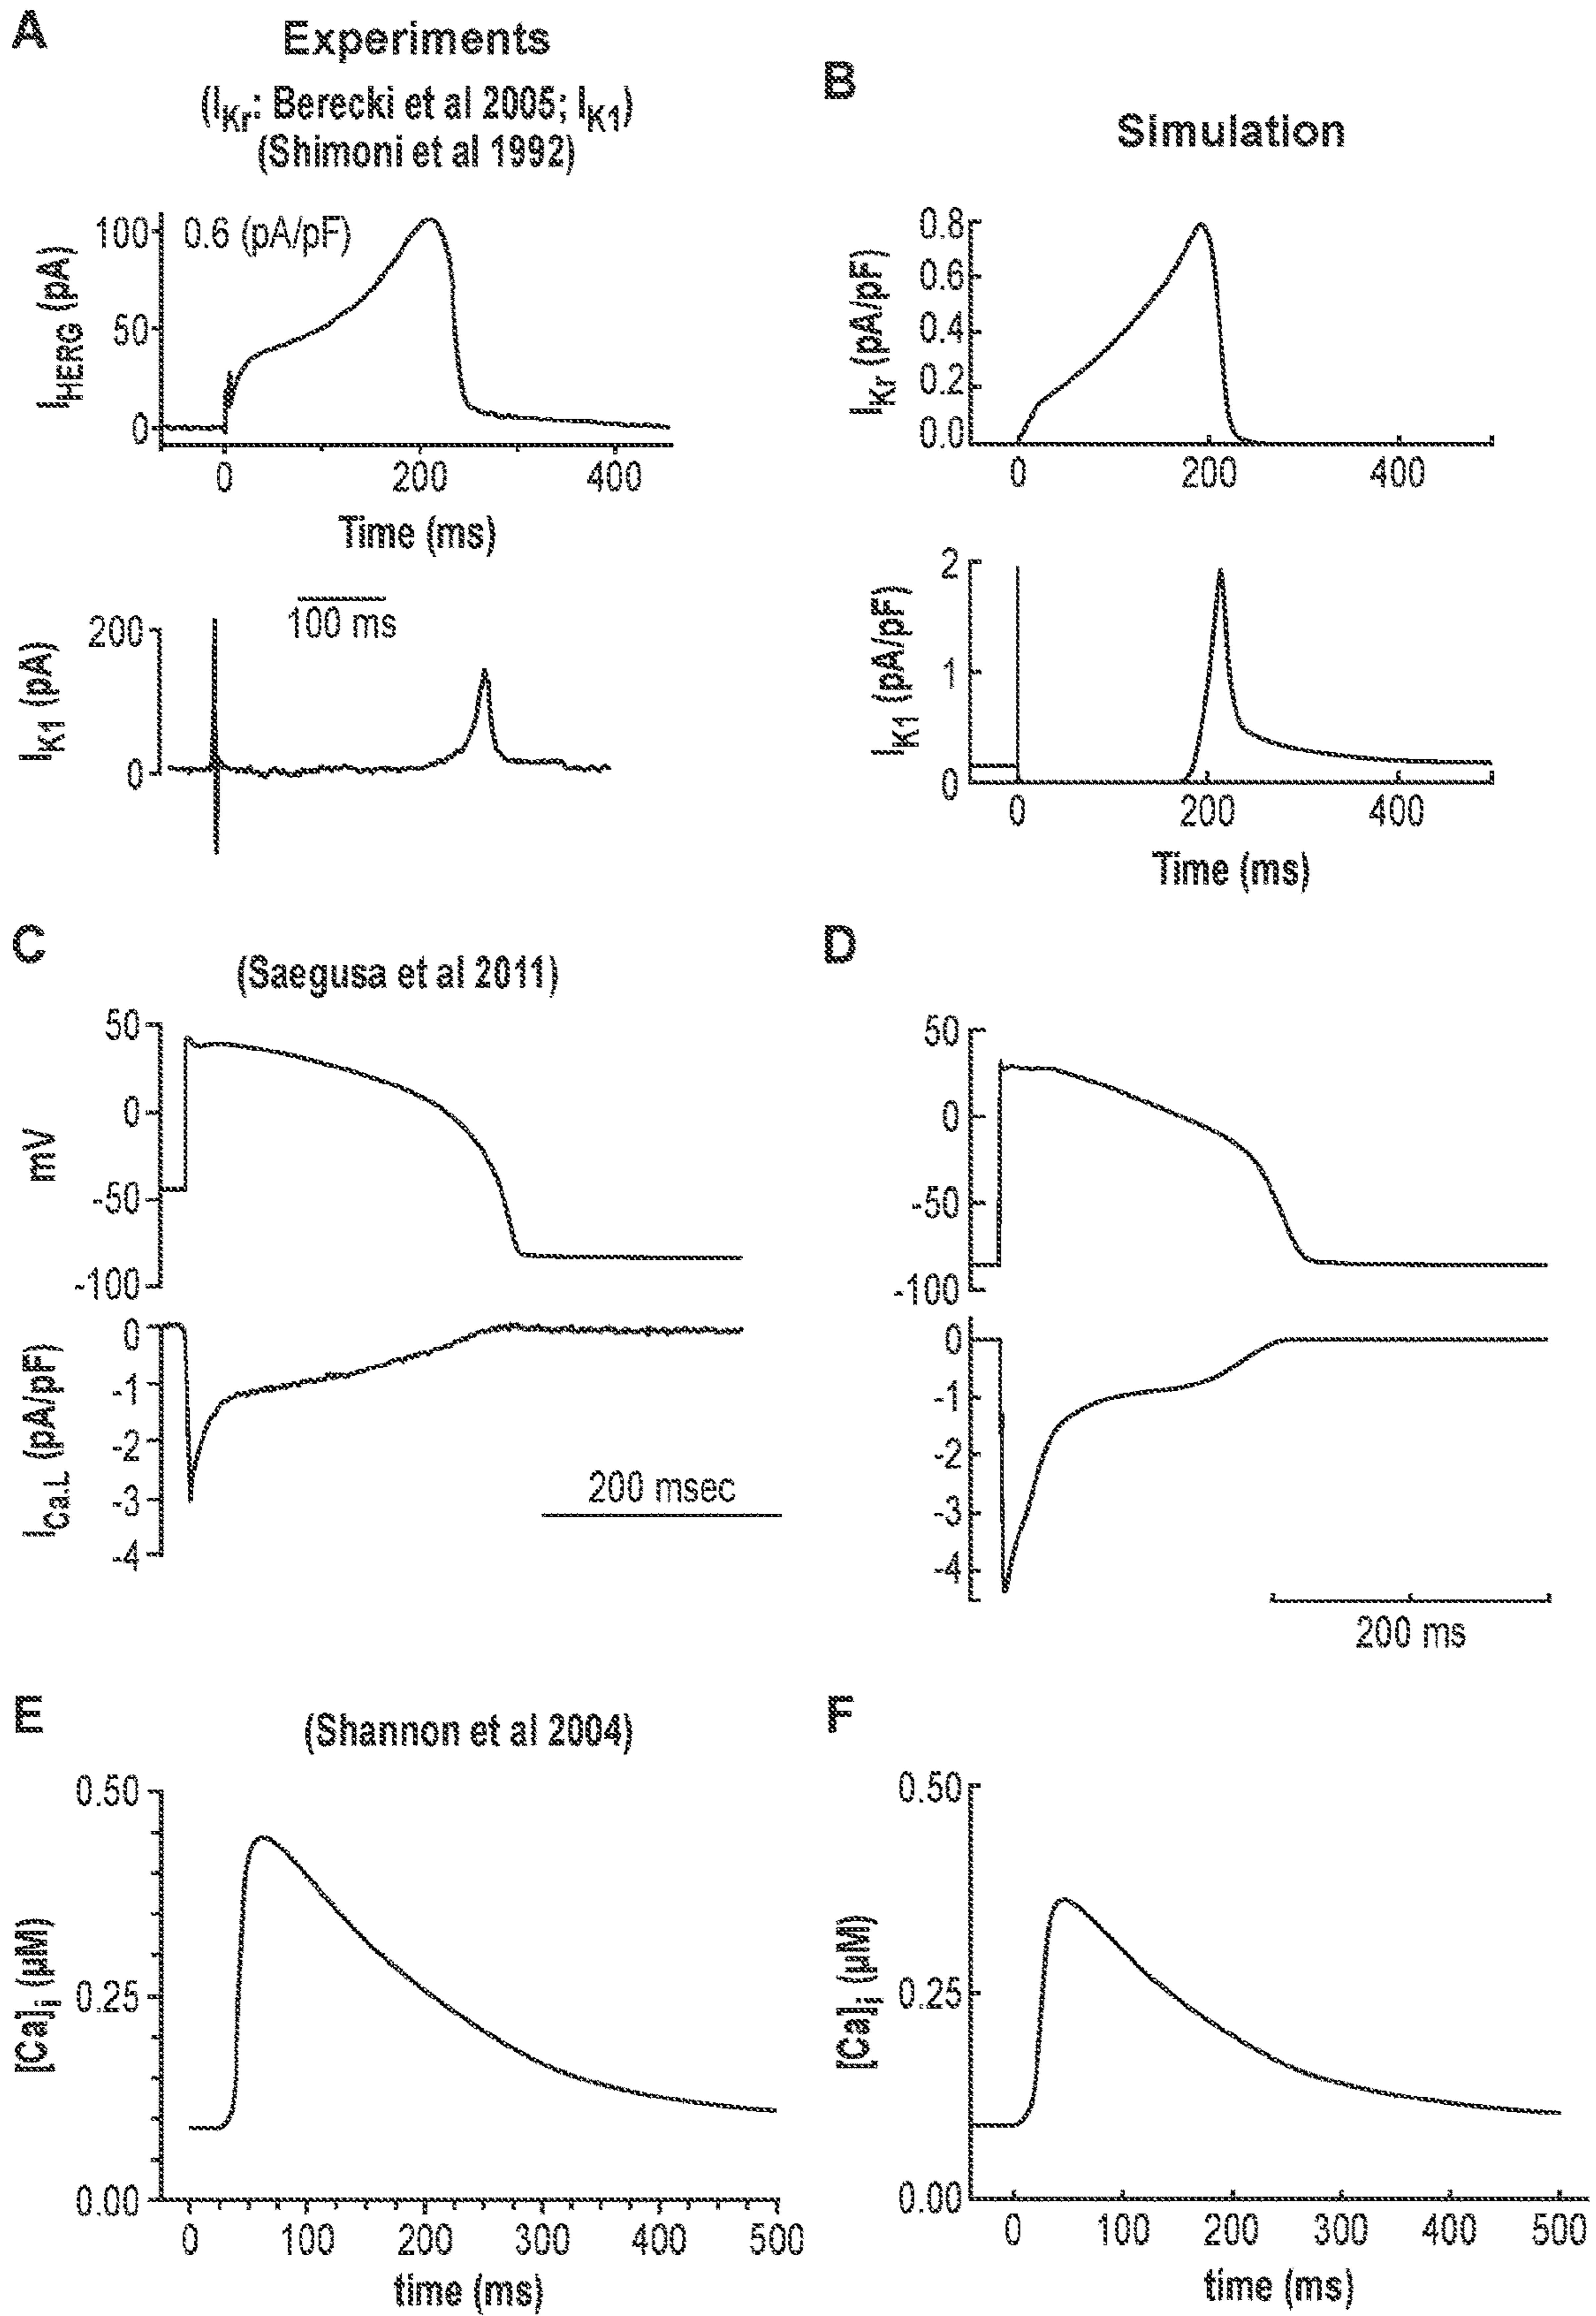 A
Experiments
(IKr: Berecki et al 2005; IK1)
(Shimoni et al 1992)
100
0.6 (pA/pF)
50
0
IHERG (pA)
0 200 400
Time (ms)
100 ms
200
0
IK1 (pA)
B
Simulation
0.8
0.6
0.4
0.2
0.0
IKr (pA/pF)
0 200 400
2
1
0
IK1 (pA/pF)
0 200 400
Time (ms)
C
(Saegusa et al 2011)
50
0
-50
-100
mV
0
-1
-2
-3
-4
ICa.L (pA/pF)
200 msec
D
50
0
-50
-100
0
-1
-2
-3
-4
200 ms
E
(Shannon et al 2004)
0.50
0.25
0.00
[Ca]i (µM)
0 100 200 300 400 500
time (ms)
F
0.50
0.25
0.00
[Ca]i (µM)
0 100 200 300 400 500
time (ms)